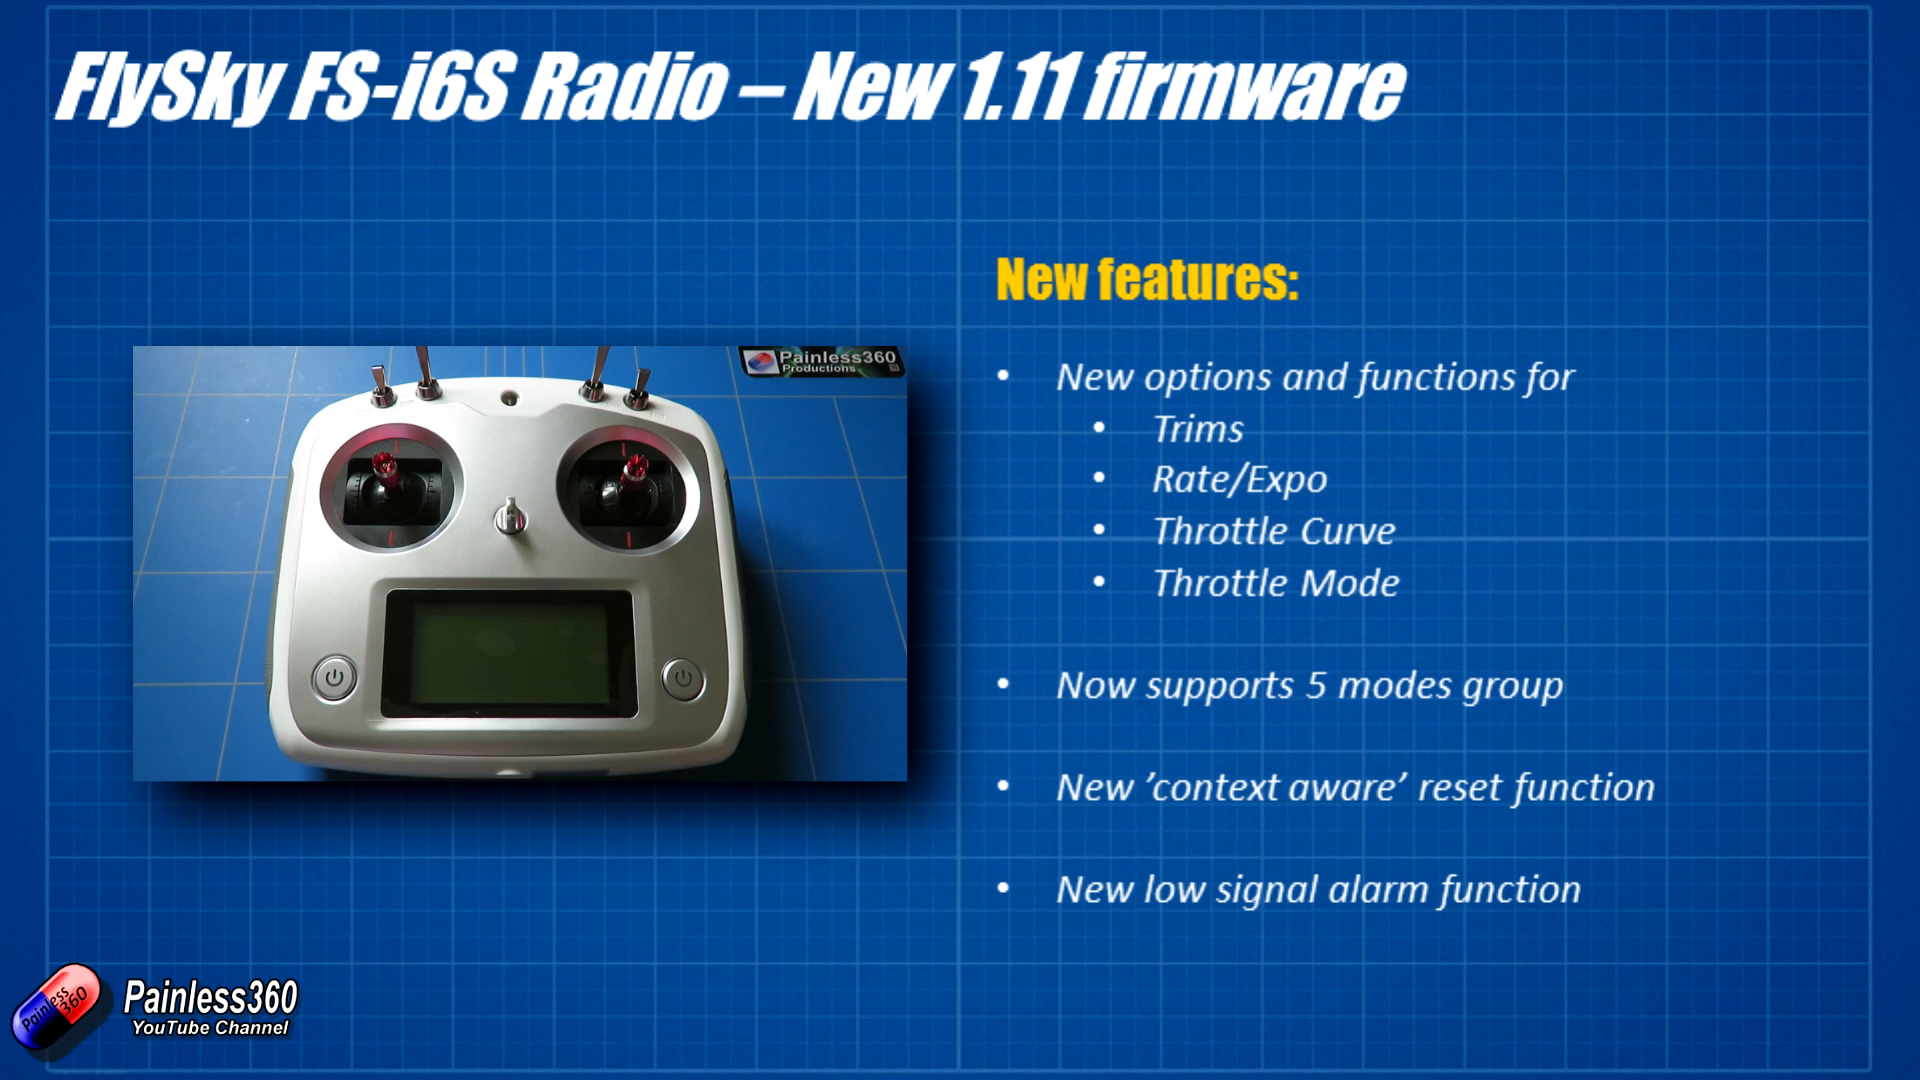 FlySky FS-i6S Radio – New 1.11 firmware
New features:
• New options and functions for
• Trims
• Rate/Expo
• Throttle Curve
• Throttle Mode
• Now supports 5 modes group
• New ’context aware’ reset function
• New low signal alarm function
Painless360
Productions
Painless
360
Painless360
YouTube Channel